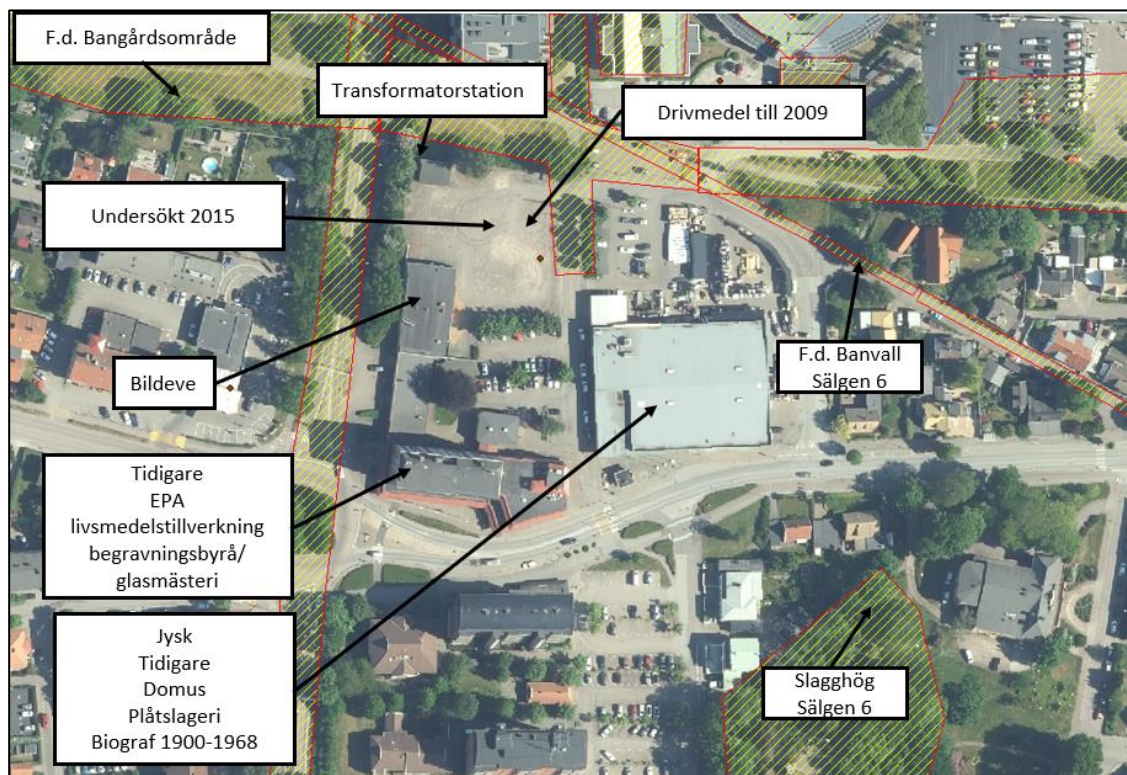 F.d. Bangårdsområde
Transformatorstation
Drivmedel till 2009
Undersökt 2015
Bildeve
F.d. Banvall
Sälgen 6
Tidigare
EPA
livsmedelstillverkning
begravningsbyrå/
glasmästeri
Jysk
Tidigare
Domus
Plåtslageri
Biograf 1900-1968
Slagghög
Sälgen 6